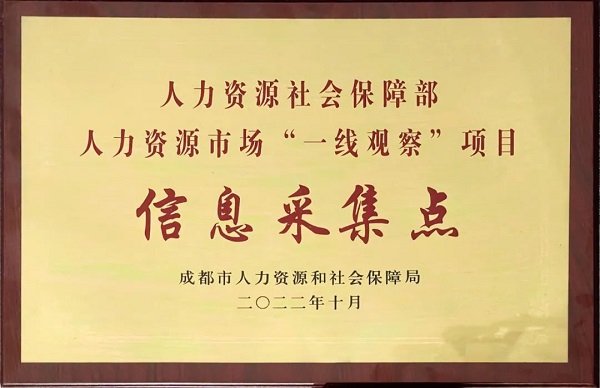 人力资源社会保障部
人力资源市场“一线观察”项目
信息采集点
成都市人力资源和社会保障局
二〇二二年十月